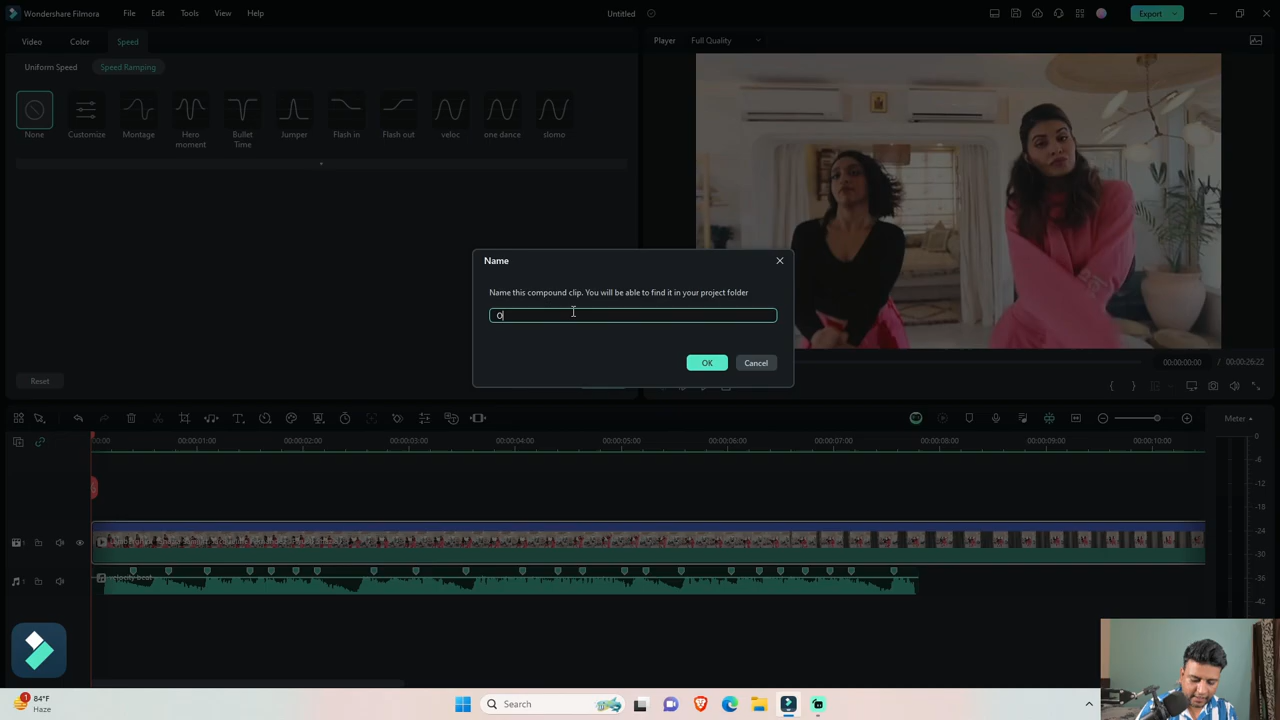 Wondershare Filmora
File Edit Tools View Help
Untitled
Export
Video Color Speed
Player Full Quality
Uniform Speed Speed Ramping
None Customize Montage Hero moment Bullet Time Jumper Flash in Flash out veloc one dance slomo
Name
Name this compound clip. You will be able to find it in your project folder
O
OK Cancel
Reset
00:00:00:00 / 00:00:26:22
Meter
:00:00 00:00:01:00 00:00:02:00 00:00:03:00 00:00:04:00 00:00:05:00 00:00:06:00 00:00:07:00 00:00:08:00 00:00:09:00 00:00:10:00
0
-6
-12
-18
-24
-30
-36
-42
1
velocity beat
1
1
84°F
Haze
Search